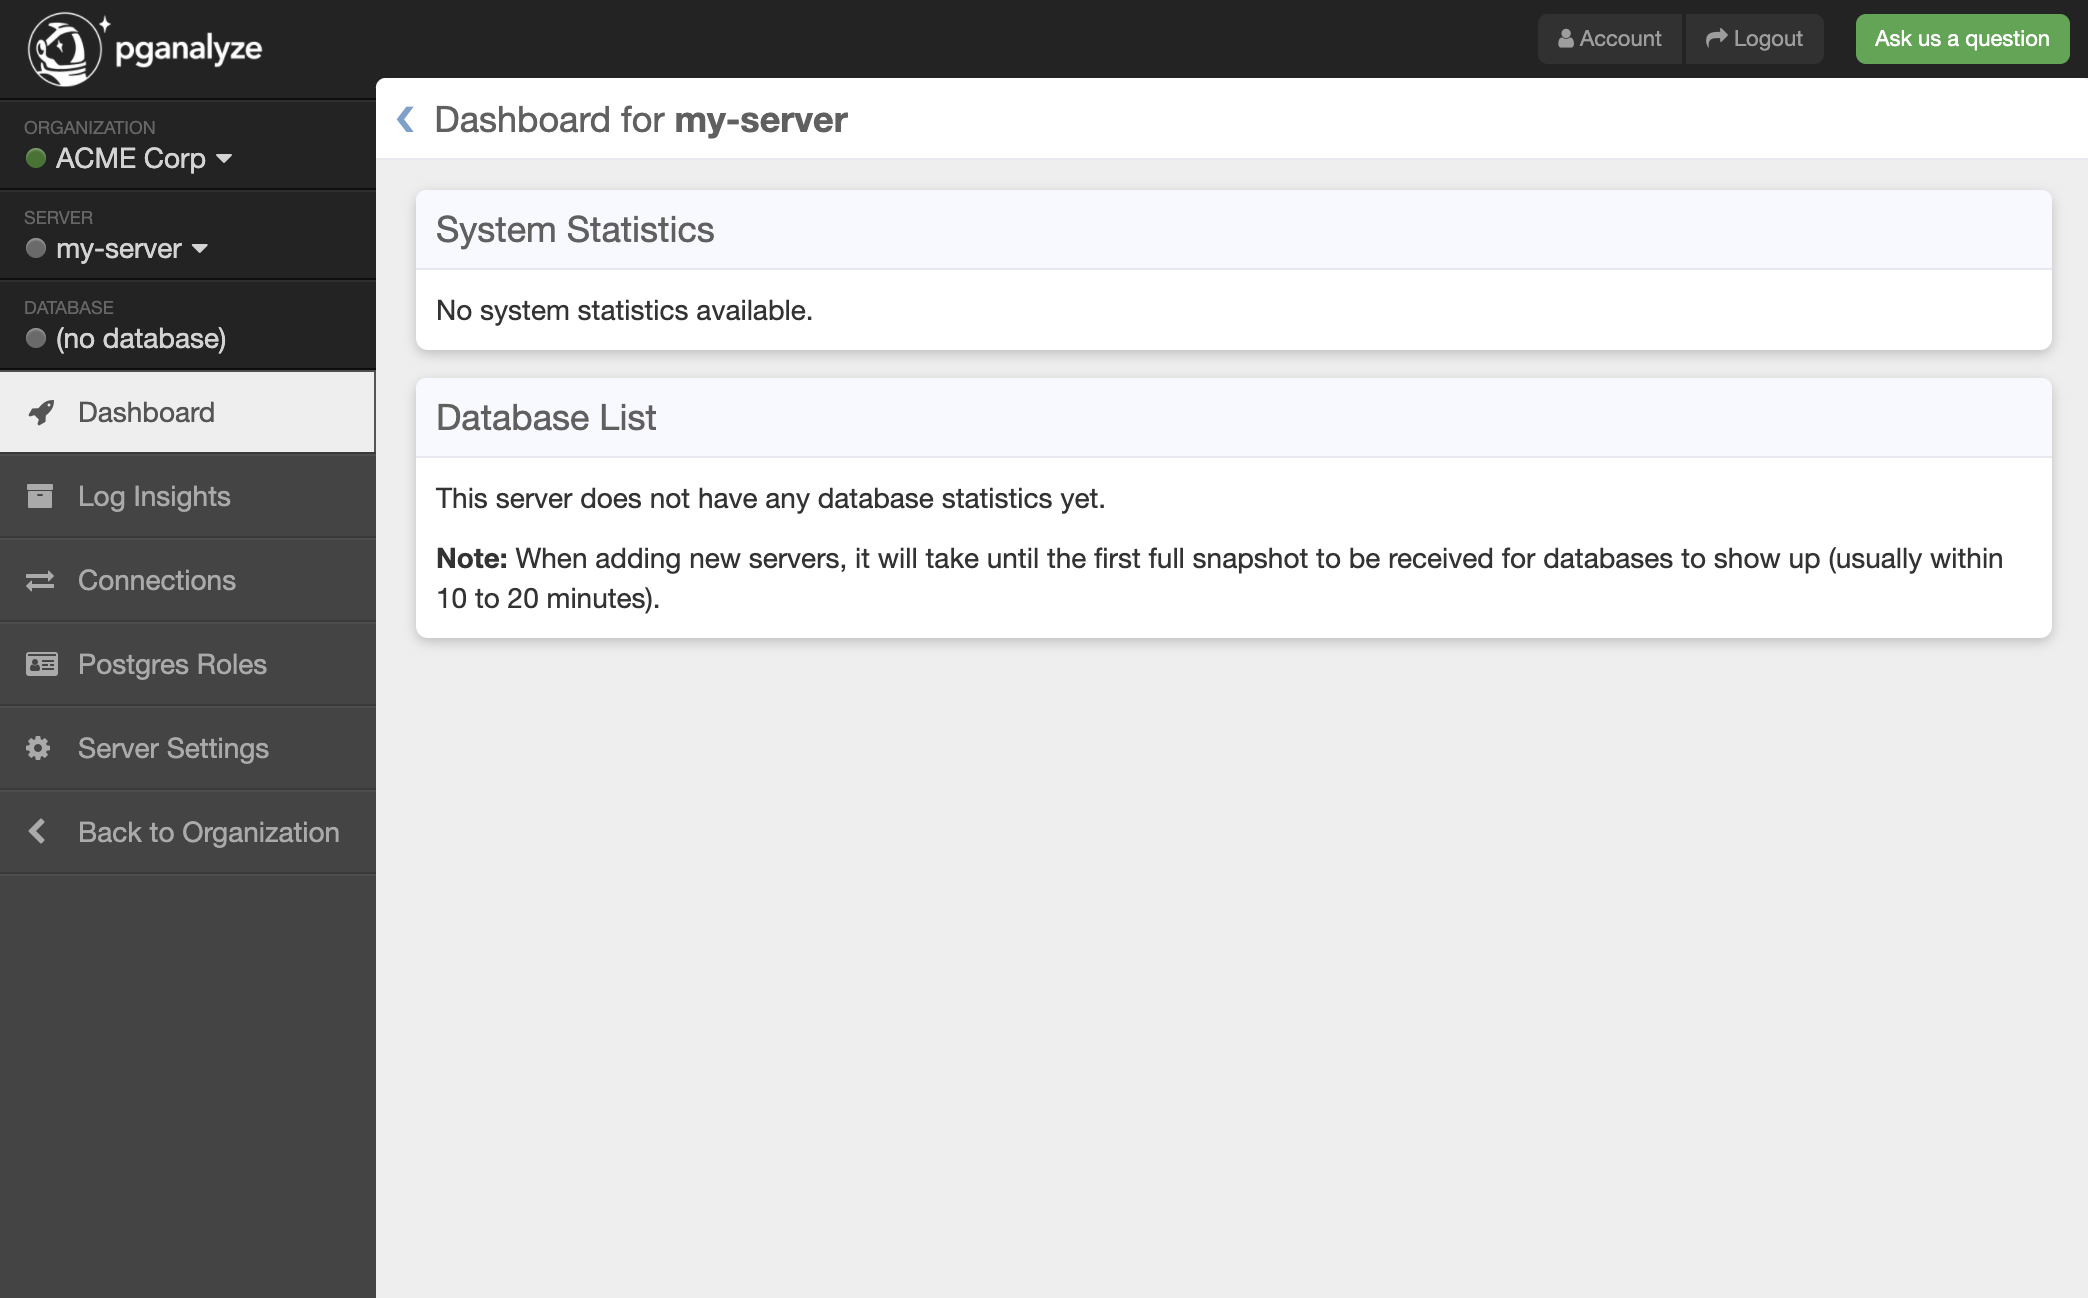 pganalyze
Account
Logout
Ask us a question
ORGANIZATION
ACME Corp
SERVER
my-server
DATABASE
(no database)
Dashboard
Log Insights
Connections
Postgres Roles
Server Settings
Back to Organization
Dashboard for my-server
System Statistics
No system statistics available.
Database List
This server does not have any database statistics yet.
Note: When adding new servers, it will take until the first full snapshot to be received for databases to show up (usually within
10 to 20 minutes).